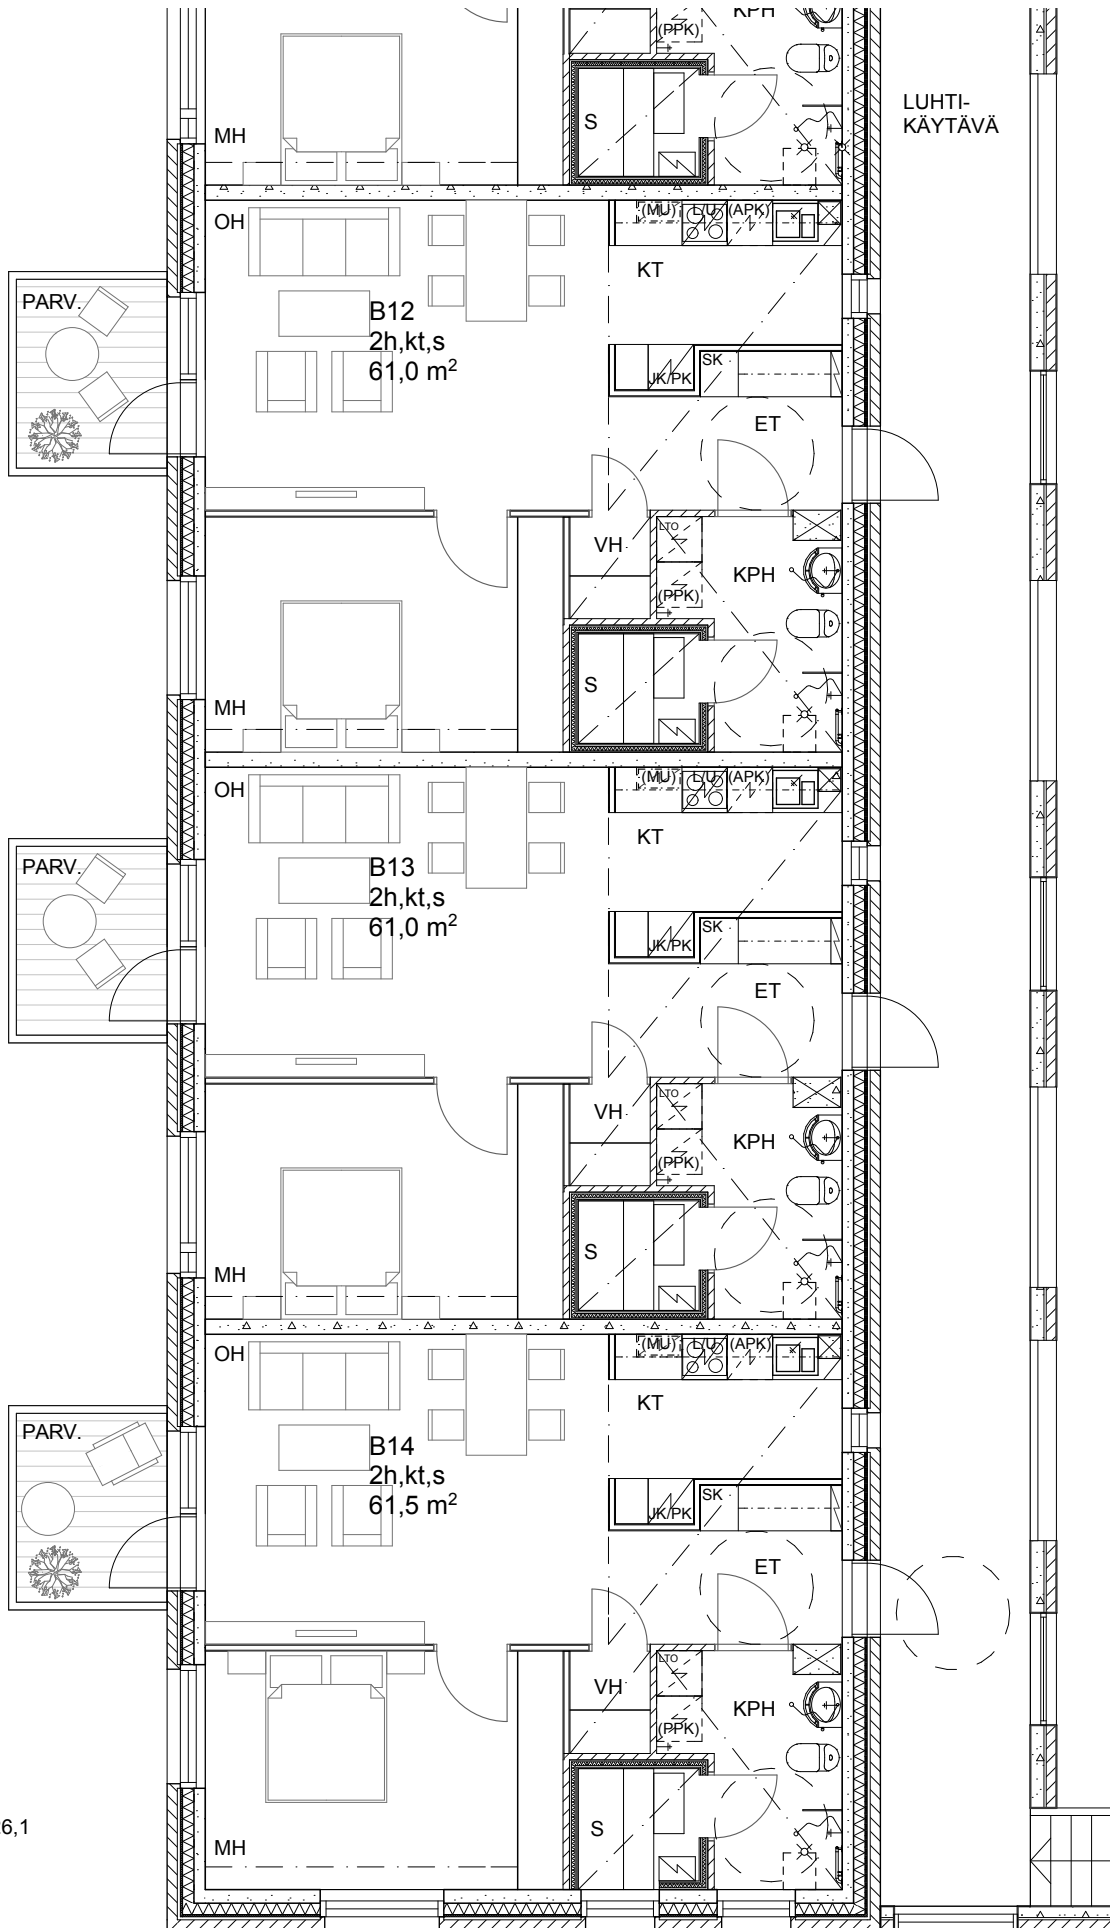 KPH
(PPK)
S
MH
LUHTI-
KÄYTÄVÄ
OH
(MU) L/U (APK)
KT
PARV.
B12
2h,kt,s
61,0 m²
JK/PK
SK
ET
LTO
VH
KPH
(PPK)
S
MH
OH
(MU) L/U (APK)
KT
PARV.
B13
2h,kt,s
61,0 m²
JK/PK
SK
ET
LTO
VH
KPH
(PPK)
S
MH
OH
(MU) L/U (APK)
KT
PARV.
B14
2h,kt,s
61,5 m²
JK/PK
SK
ET
LTO
VH
KPH
(PPK)
S
MH
6,1